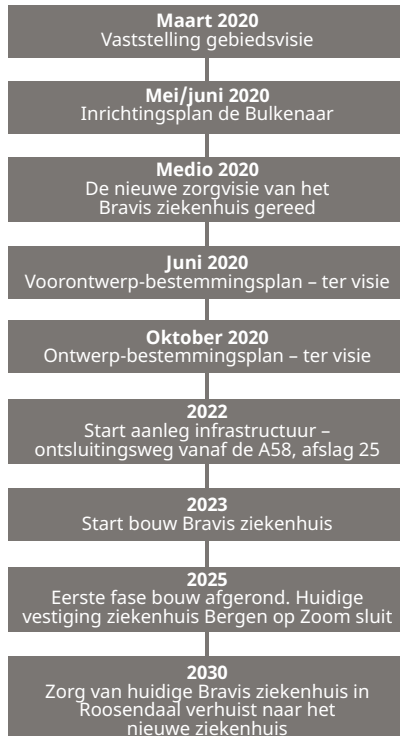 Maart 2020
Vaststelling gebiedsvisie
Mei/juni 2020
Inrichtingsplan de Bulkenaar
Medio 2020
De nieuwe zorgvisie van het
Bravis ziekenhuis gereed
Juni 2020
Voorontwerp-bestemmingsplan – ter visie
Oktober 2020
Ontwerp-bestemmingsplan – ter visie
2022
Start aanleg infrastructuur –
ontsluitingsweg vanaf de A58, afslag 25
2023
Start bouw Bravis ziekenhuis
2025
Eerste fase bouw afgerond. Huidige
vestiging ziekenhuis Bergen op Zoom sluit
2030
Zorg van huidige Bravis ziekenhuis in
Roosendaal verhuist naar het
nieuwe ziekenhuis